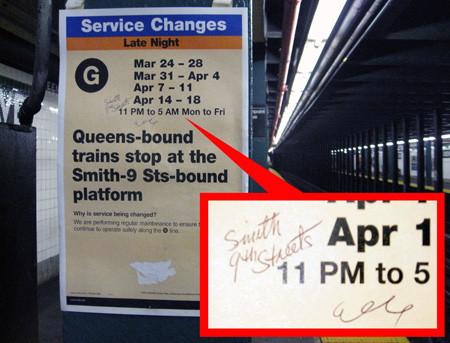 Service Changes
Late Night
G
Mar 24 - 28
Mar 31 - Apr 4
Apr 7 - 11
Smith
9th Streets
Apr 14 - 18
11 PM to 5 AM Mon to Fri
Queens-bound
trains stop at the
Smith-9 Sts-bound
platform
Why is service being changed?
We are performing regular maintenance to ensure
continue to operate safely along the G line.
Smith
9th Streets
Apr 1
11 PM to 5